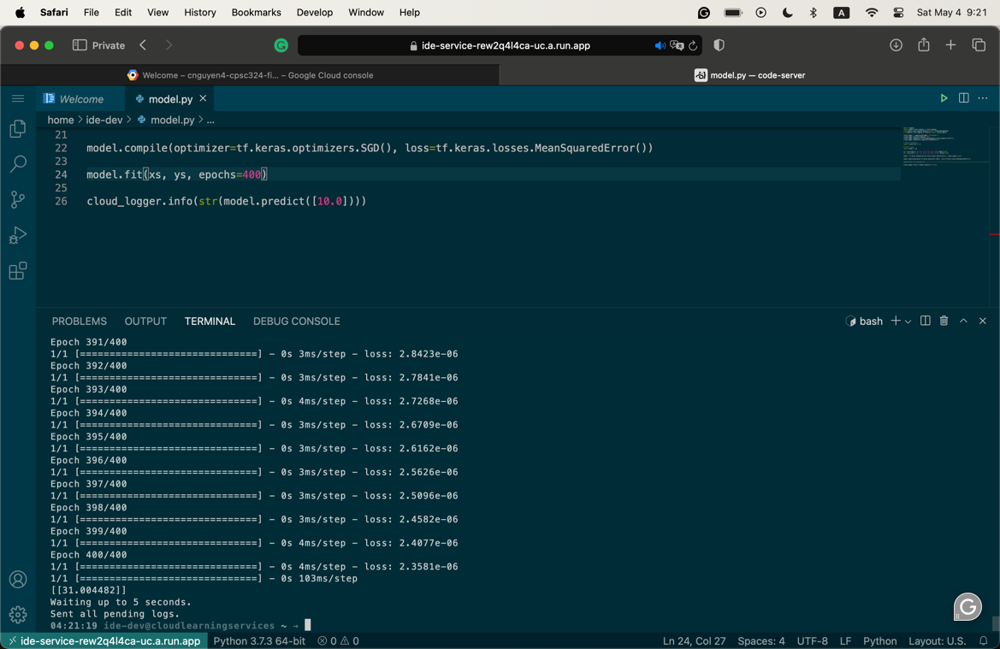 Safari File Edit View History Bookmarks Develop Window Help A Sat May 4 9:21
Private ide-service-rew2q4l4ca-uc.a.run.app
Welcome – cnguyen4-cpsc324-fi... – Google Cloud console model.py — code-server
Welcome model.py
home > ide-dev > model.py > ...
21
22 model.compile(optimizer=tf.keras.optimizers.SGD(), loss=tf.keras.losses.MeanSquaredError())
23
24 model.fit(xs, ys, epochs=400)
25
26 cloud_logger.info(str(model.predict([10.0])))
PROBLEMS OUTPUT TERMINAL DEBUG CONSOLE bash
Epoch 391/400
1/1 [==============================] - 0s 3ms/step - loss: 2.8423e-06
Epoch 392/400
1/1 [==============================] - 0s 3ms/step - loss: 2.7841e-06
Epoch 393/400
1/1 [==============================] - 0s 4ms/step - loss: 2.7268e-06
Epoch 394/400
1/1 [==============================] - 0s 3ms/step - loss: 2.6709e-06
Epoch 395/400
1/1 [==============================] - 0s 3ms/step - loss: 2.6162e-06
Epoch 396/400
1/1 [==============================] - 0s 3ms/step - loss: 2.5626e-06
Epoch 397/400
1/1 [==============================] - 0s 3ms/step - loss: 2.5096e-06
Epoch 398/400
1/1 [==============================] - 0s 3ms/step - loss: 2.4582e-06
Epoch 399/400
1/1 [==============================] - 0s 4ms/step - loss: 2.4077e-06
Epoch 400/400
1/1 [==============================] - 0s 4ms/step - loss: 2.3581e-06
1/1 [==============================] - 0s 103ms/step
[[31.004482]]
Waiting up to 5 seconds.
Sent all pending logs.
04:21:19 ide-dev@cloudlearningservices ~ →
ide-service-rew2q4l4ca-uc.a.run.app Python 3.7.3 64-bit 0 0 Ln 24, Col 27 Spaces: 4 UTF-8 LF Python Layout: U.S.